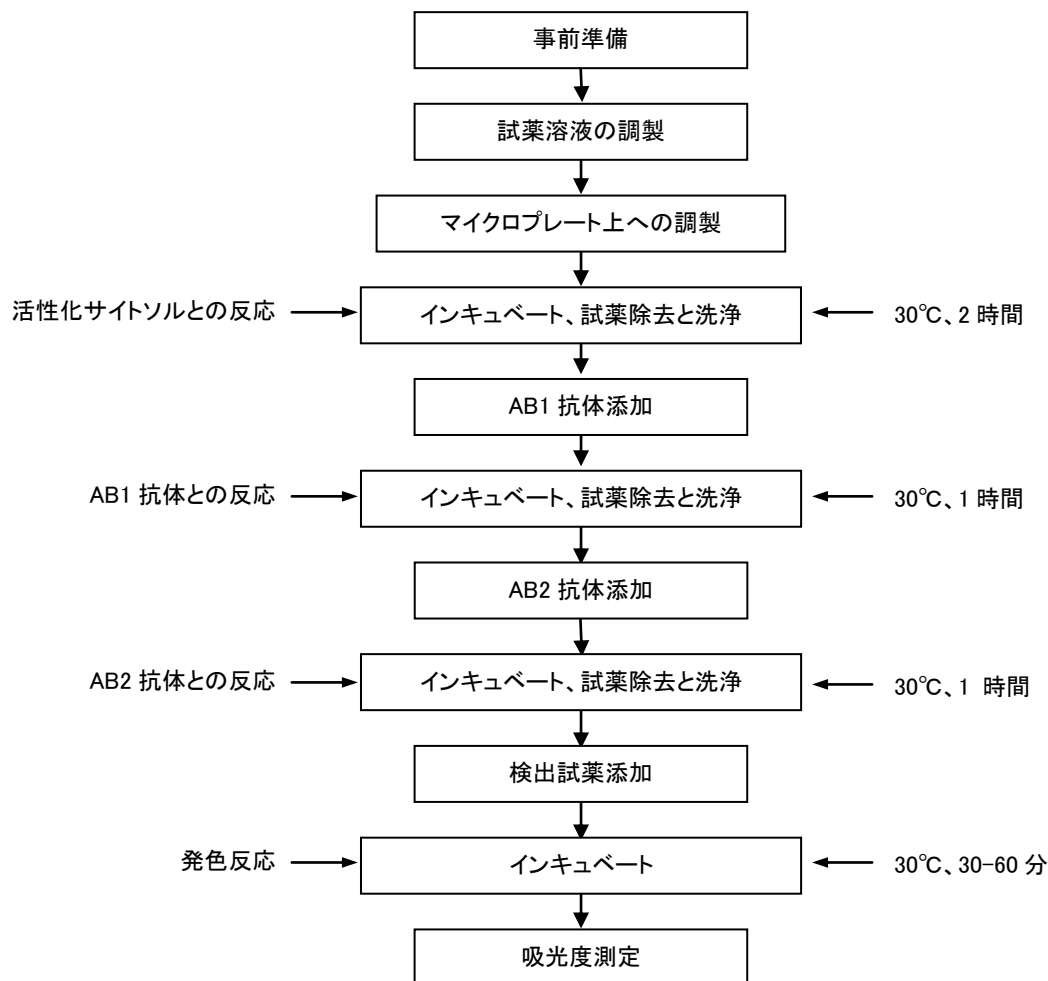 事前準備
試薬溶液の調製
マイクロプレート上への調製
活性化サイトソルとの反応
インキュベート、試薬除去と洗浄
30℃、2 時間
AB1 抗体添加
AB1 抗体との反応
インキュベート、試薬除去と洗浄
30℃、1 時間
AB2 抗体添加
AB2 抗体との反応
インキュベート、試薬除去と洗浄
30℃、1 時間
検出試薬添加
発色反応
インキュベート
30℃、30-60 分
吸光度測定